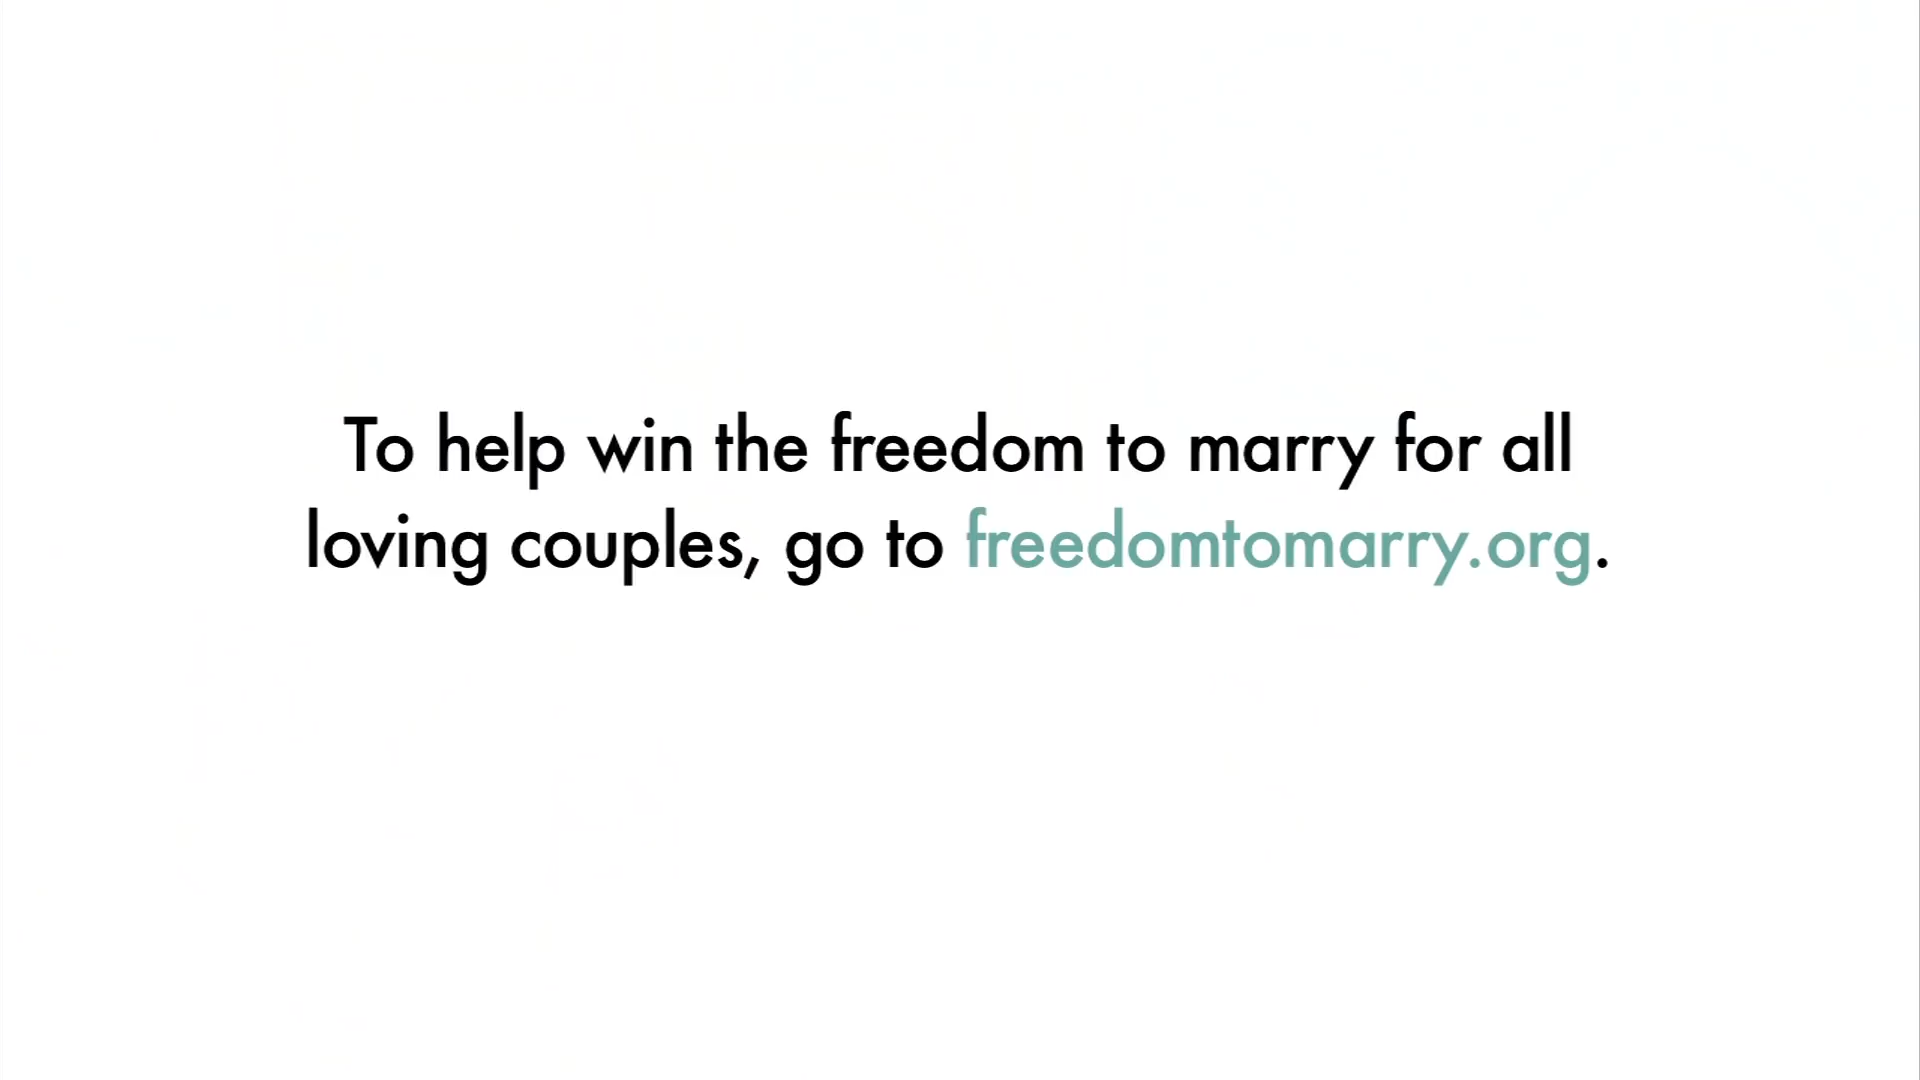 To help win the freedom to marry for all
loving couples, go to freedomtomarry.org.